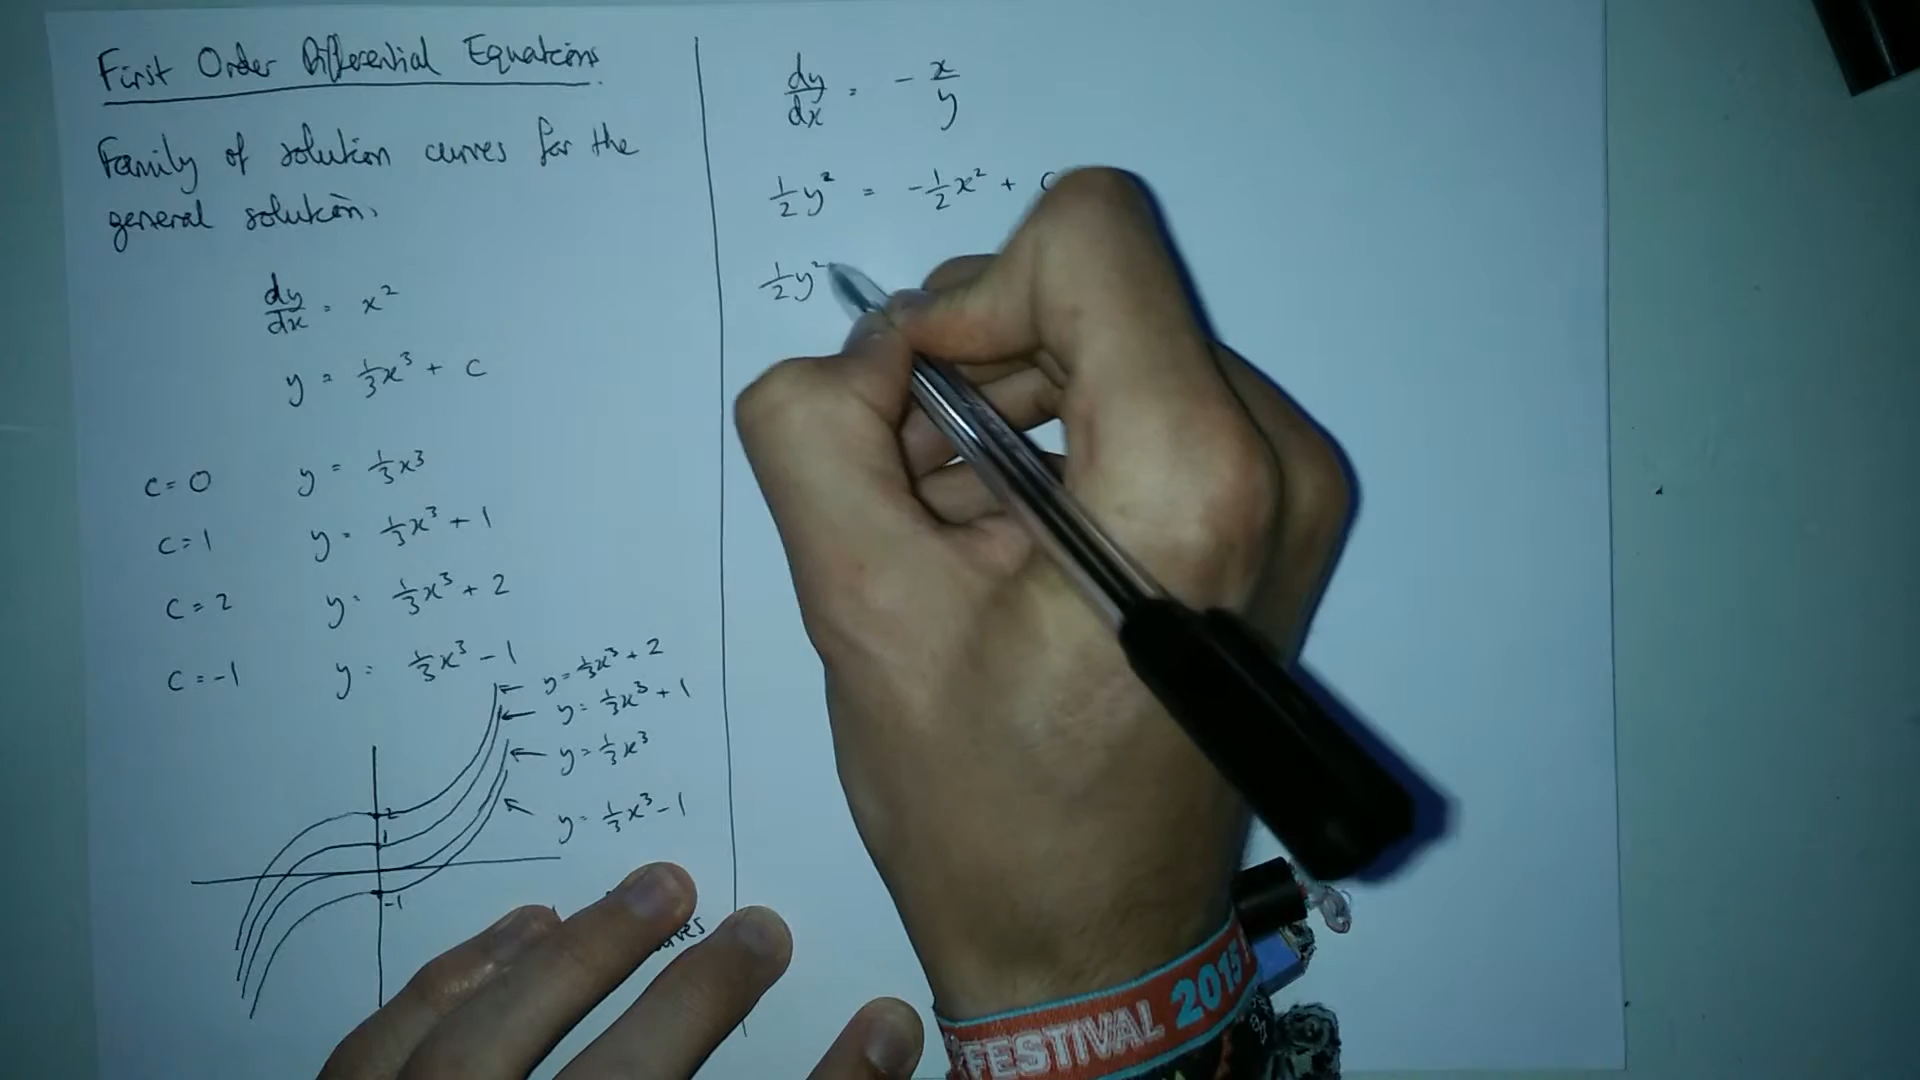 First Order Differential Equations
Family of solution curves for the
general solution.
dy/dx = x²
y = 1/3x³ + c
c=0 y = 1/3x³
c=1 y = 1/3x³ + 1
c=2 y = 1/3x³ + 2
c=-1 y = 1/3x³ - 1
y = 1/3x³ + 2
y = 1/3x³ + 1
y = 1/3x³
y = 1/3x³ - 1
2
1
-1
dy/dx = - x/y
1/2y² = -1/2x² + c
1/2y²
FESTIVAL 2015